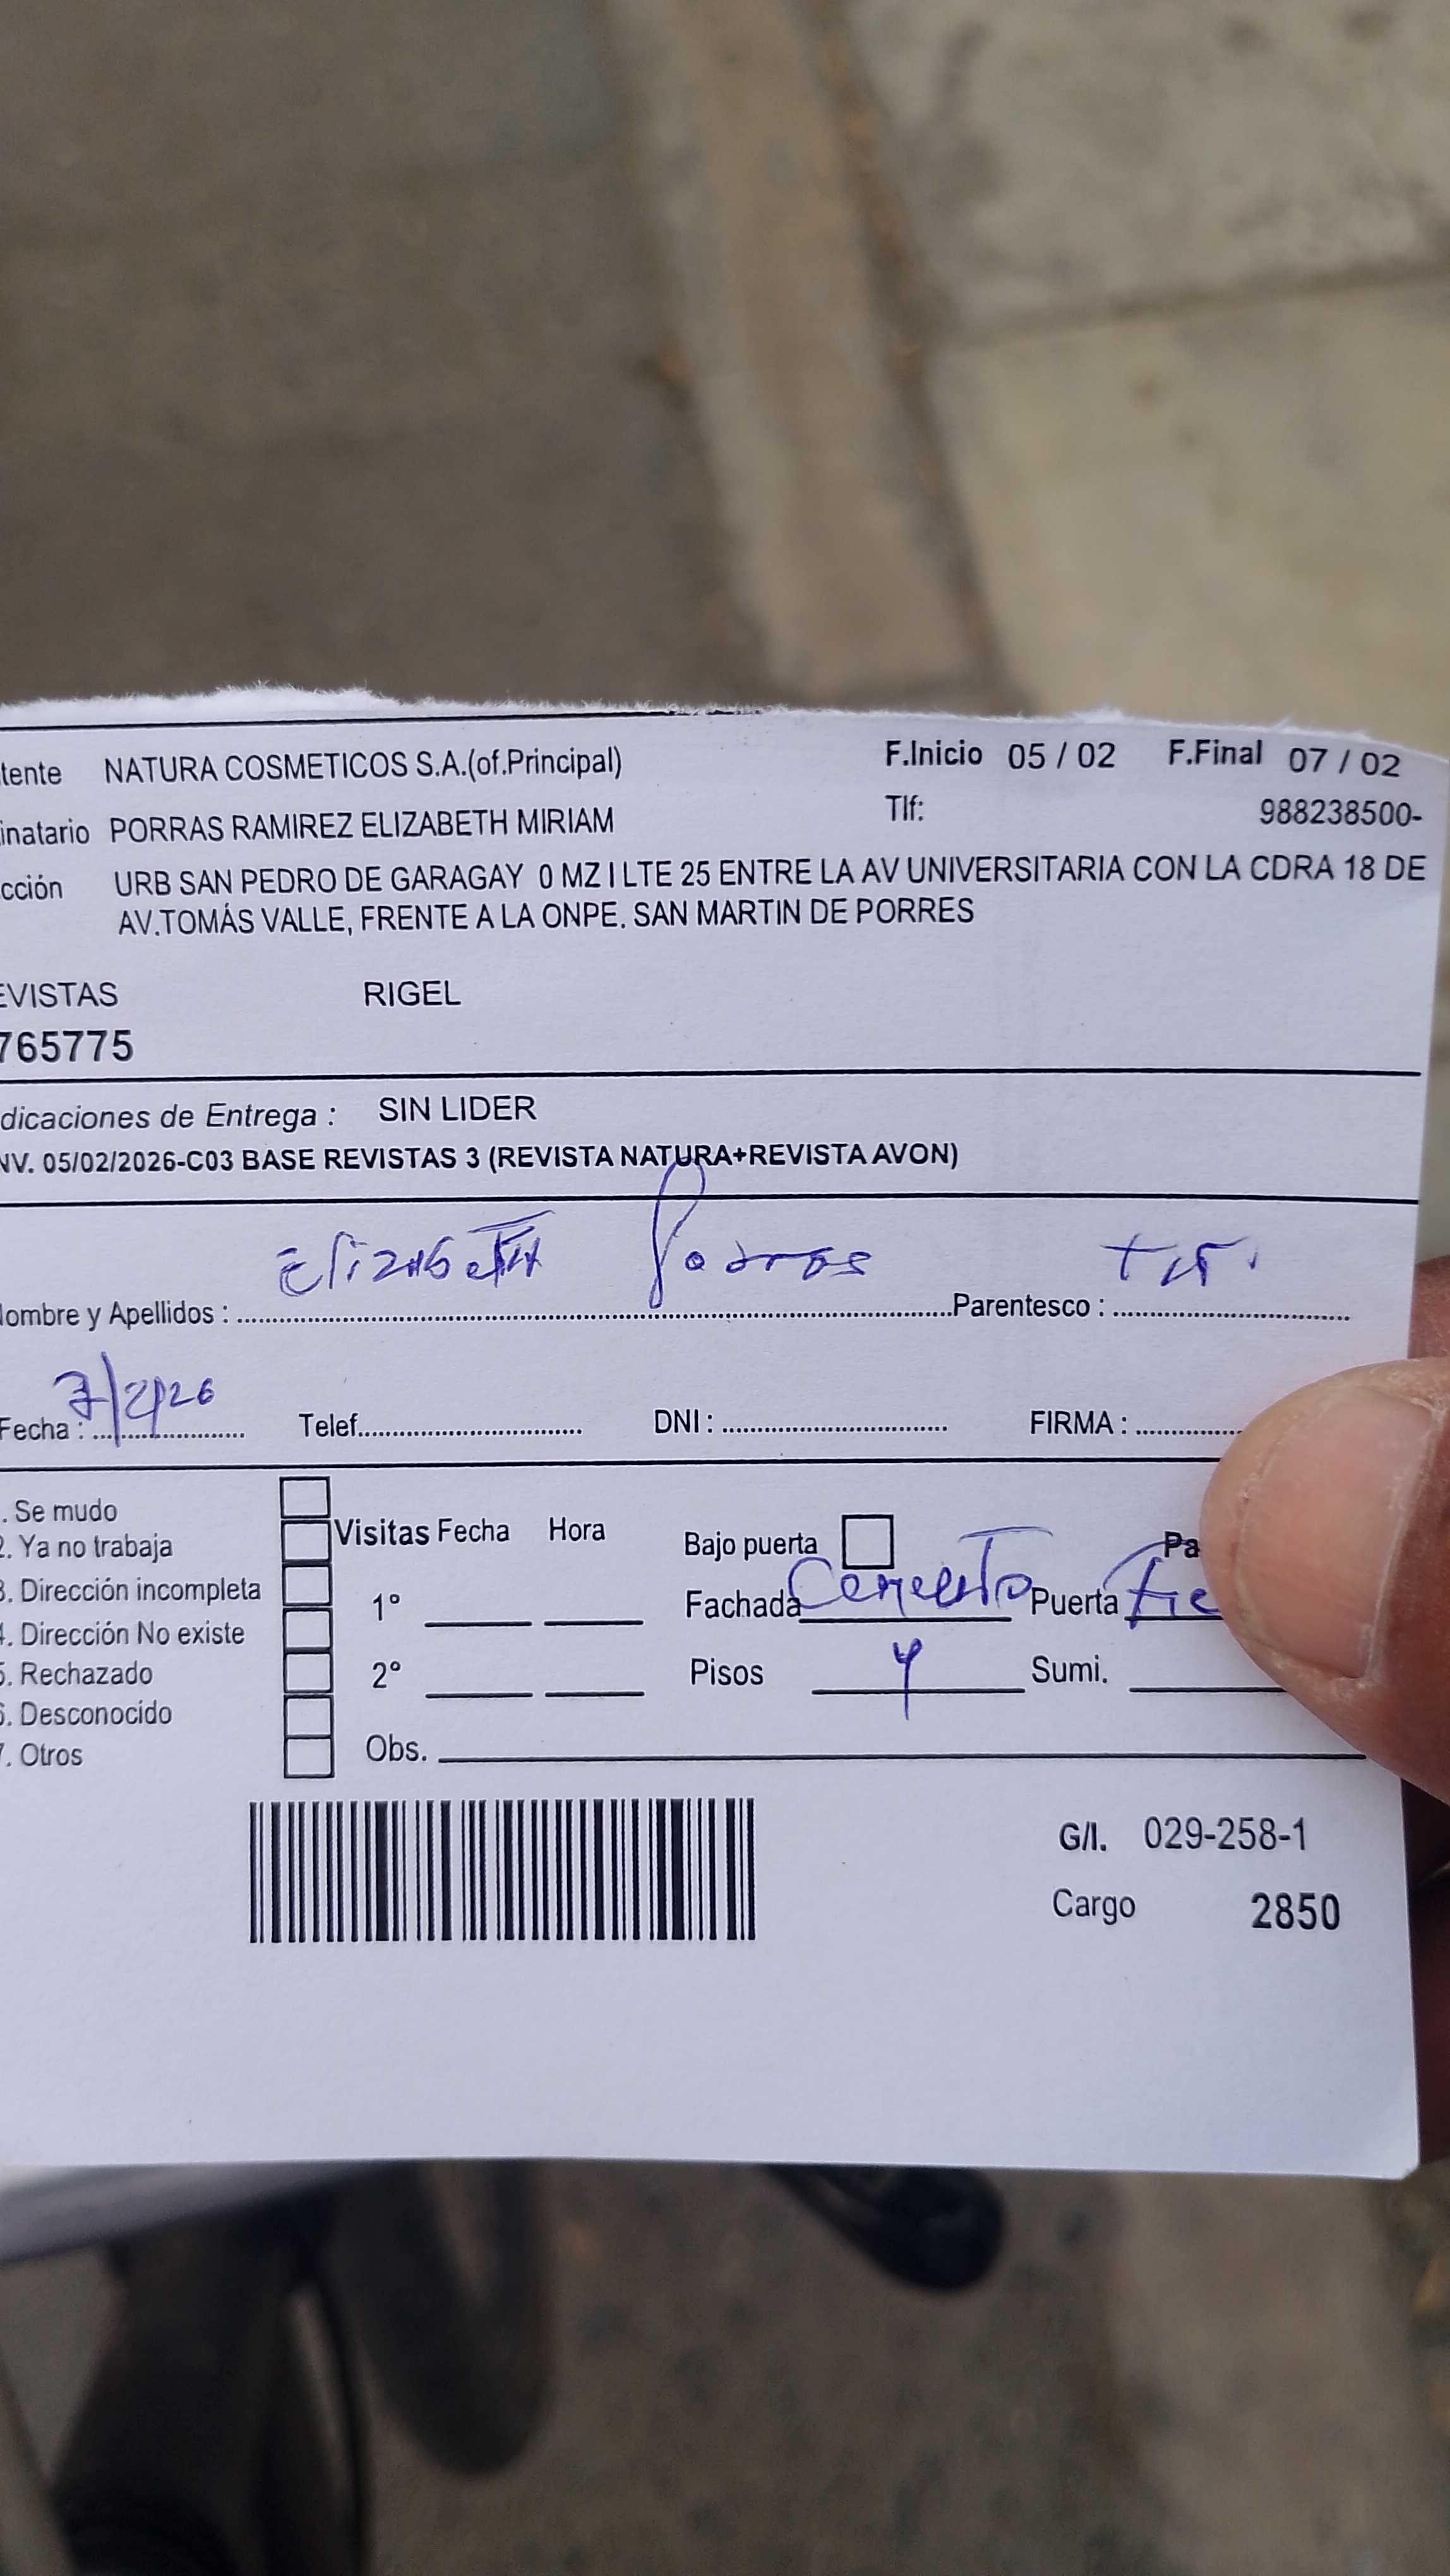 tente NATURA COSMETICOS S.A.(of.Principal) F.Inicio 05 / 02 F.Final 07 / 02
inatario PORRAS RAMIREZ ELIZABETH MIRIAM Tlf: 988238500-
cción URB SAN PEDRO DE GARAGAY 0 MZ I LTE 25 ENTRE LA AV UNIVERSITARIA CON LA CDRA 18 DE
AV.TOMÁS VALLE, FRENTE A LA ONPE. SAN MARTIN DE PORRES
EVISTAS RIGEL
765775
dicaciones de Entrega : SIN LIDER
NV. 05/02/2026-C03 BASE REVISTAS 3 (REVISTA NATURA+REVISTA AVON)
Elizabeth Porras Tit.
ombre y Apellidos : Parentesco :
7/2/26
Fecha : Telef. DNI : FIRMA :
. Se mudo
2. Ya no trabaja Visitas Fecha Hora Bajo puerta Pa
3. Dirección incompleta 1° Fachada Cemento Puerta Fie
4. Dirección No existe
5. Rechazado 2° Pisos 4 Sumi.
6. Desconocido
7. Otros Obs.
G/I. 029-258-1
Cargo 2850